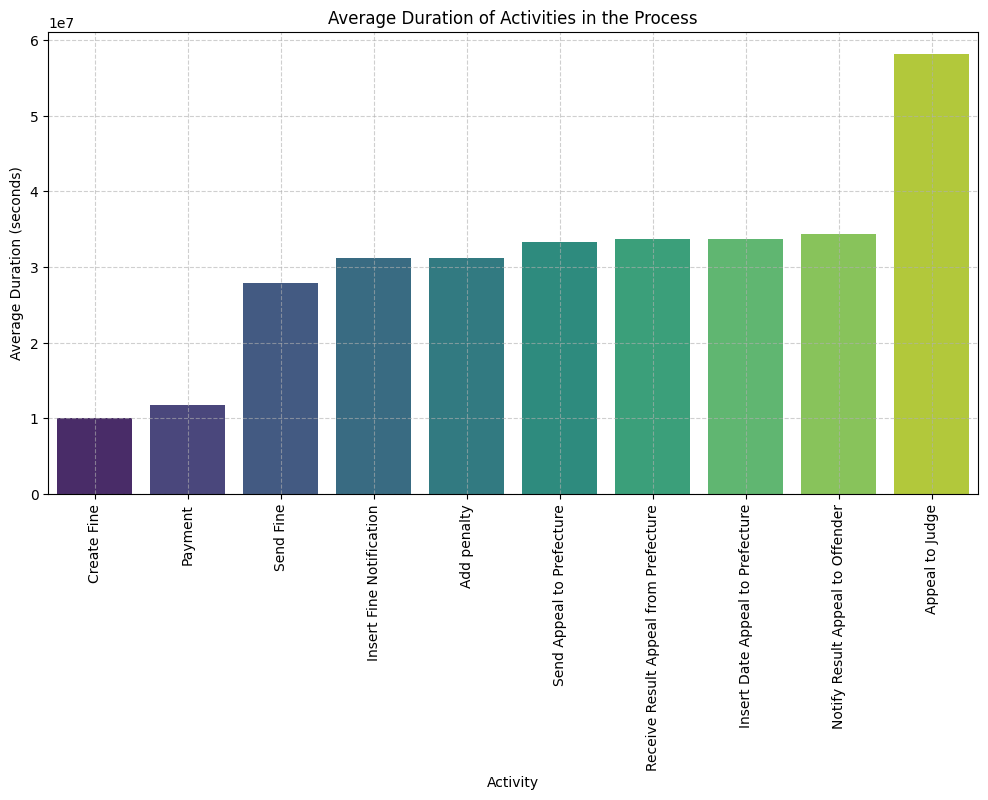 Average Duration of Activities in the Process
1e7
6
5
4
3
2
1
0
Average Duration (seconds)
Create Fine
Payment
Send Fine
Insert Fine Notification
Add penalty
Send Appeal to Prefecture
Receive Result Appeal from Prefecture
Insert Date Appeal to Prefecture
Notify Result Appeal to Offender
Appeal to Judge
Activity